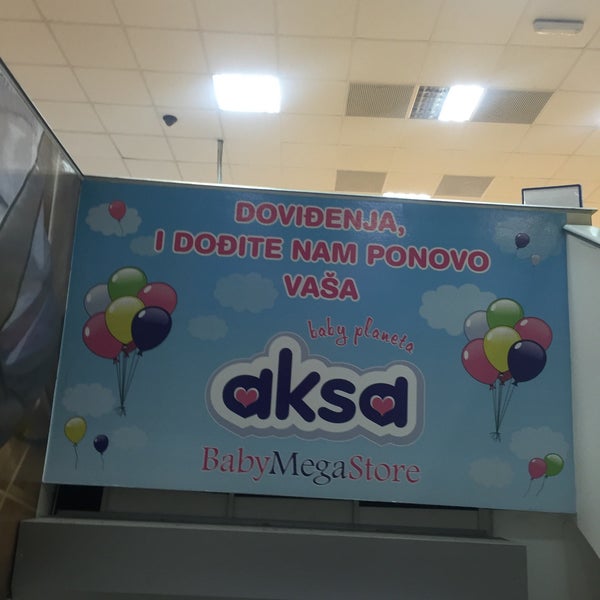 DOVIĐENJA,
I DOĐITE NAM PONOVO
VAŠA
baby planeta
aksa
BabyMegaStore